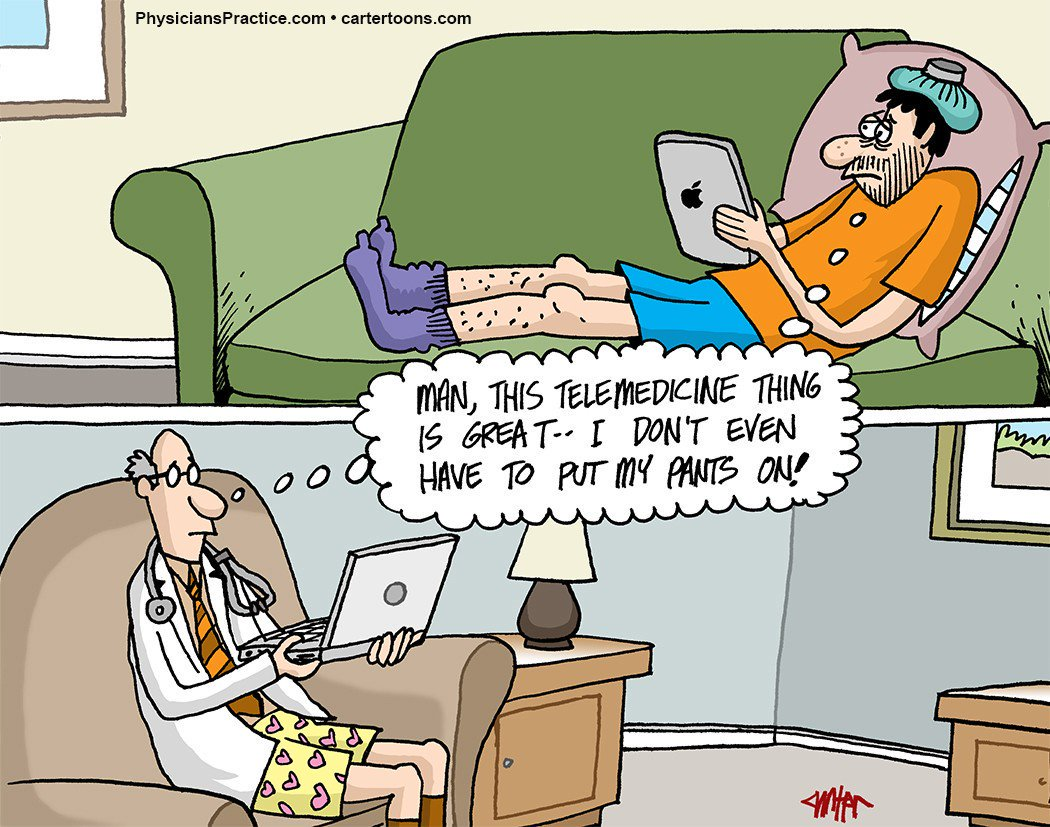 PhysiciansPractice.com • cartertoons.com
MAN, THIS TELEMEDICINE THING
IS GREAT-- I DON'T EVEN
HAVE TO PUT MY PANTS ON!